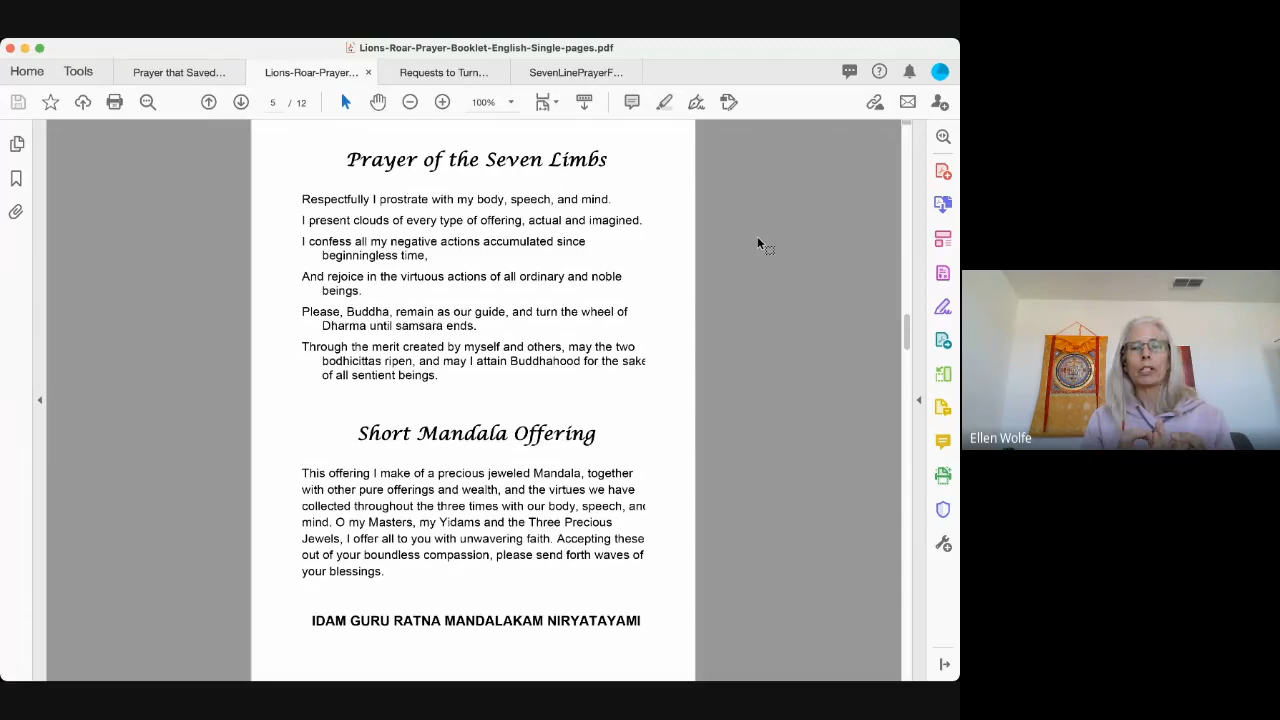 Lions-Roar-Prayer-Booklet-English-Single-pages.pdf
Home Tools Prayer that Saved... Lions-Roar-Prayer... × Requests to Turn... SevenLinePrayerF...
5 / 12 100%
Prayer of the Seven Limbs
Respectfully I prostrate with my body, speech, and mind.
I present clouds of every type of offering, actual and imagined.
I confess all my negative actions accumulated since
beginningless time,
And rejoice in the virtuous actions of all ordinary and noble
beings.
Please, Buddha, remain as our guide, and turn the wheel of
Dharma until samsara ends.
Through the merit created by myself and others, may the two
bodhicittas ripen, and may I attain Buddhahood for the sake
of all sentient beings.
Short Mandala Offering
This offering I make of a precious jeweled Mandala, together
with other pure offerings and wealth, and the virtues we have
collected throughout the three times with our body, speech, and
mind. O my Masters, my Yidams and the Three Precious
Jewels, I offer all to you with unwavering faith. Accepting these
out of your boundless compassion, please send forth waves of
your blessings.
IDAM GURU RATNA MANDALAKAM NIRYATAYAMI
Ellen Wolfe